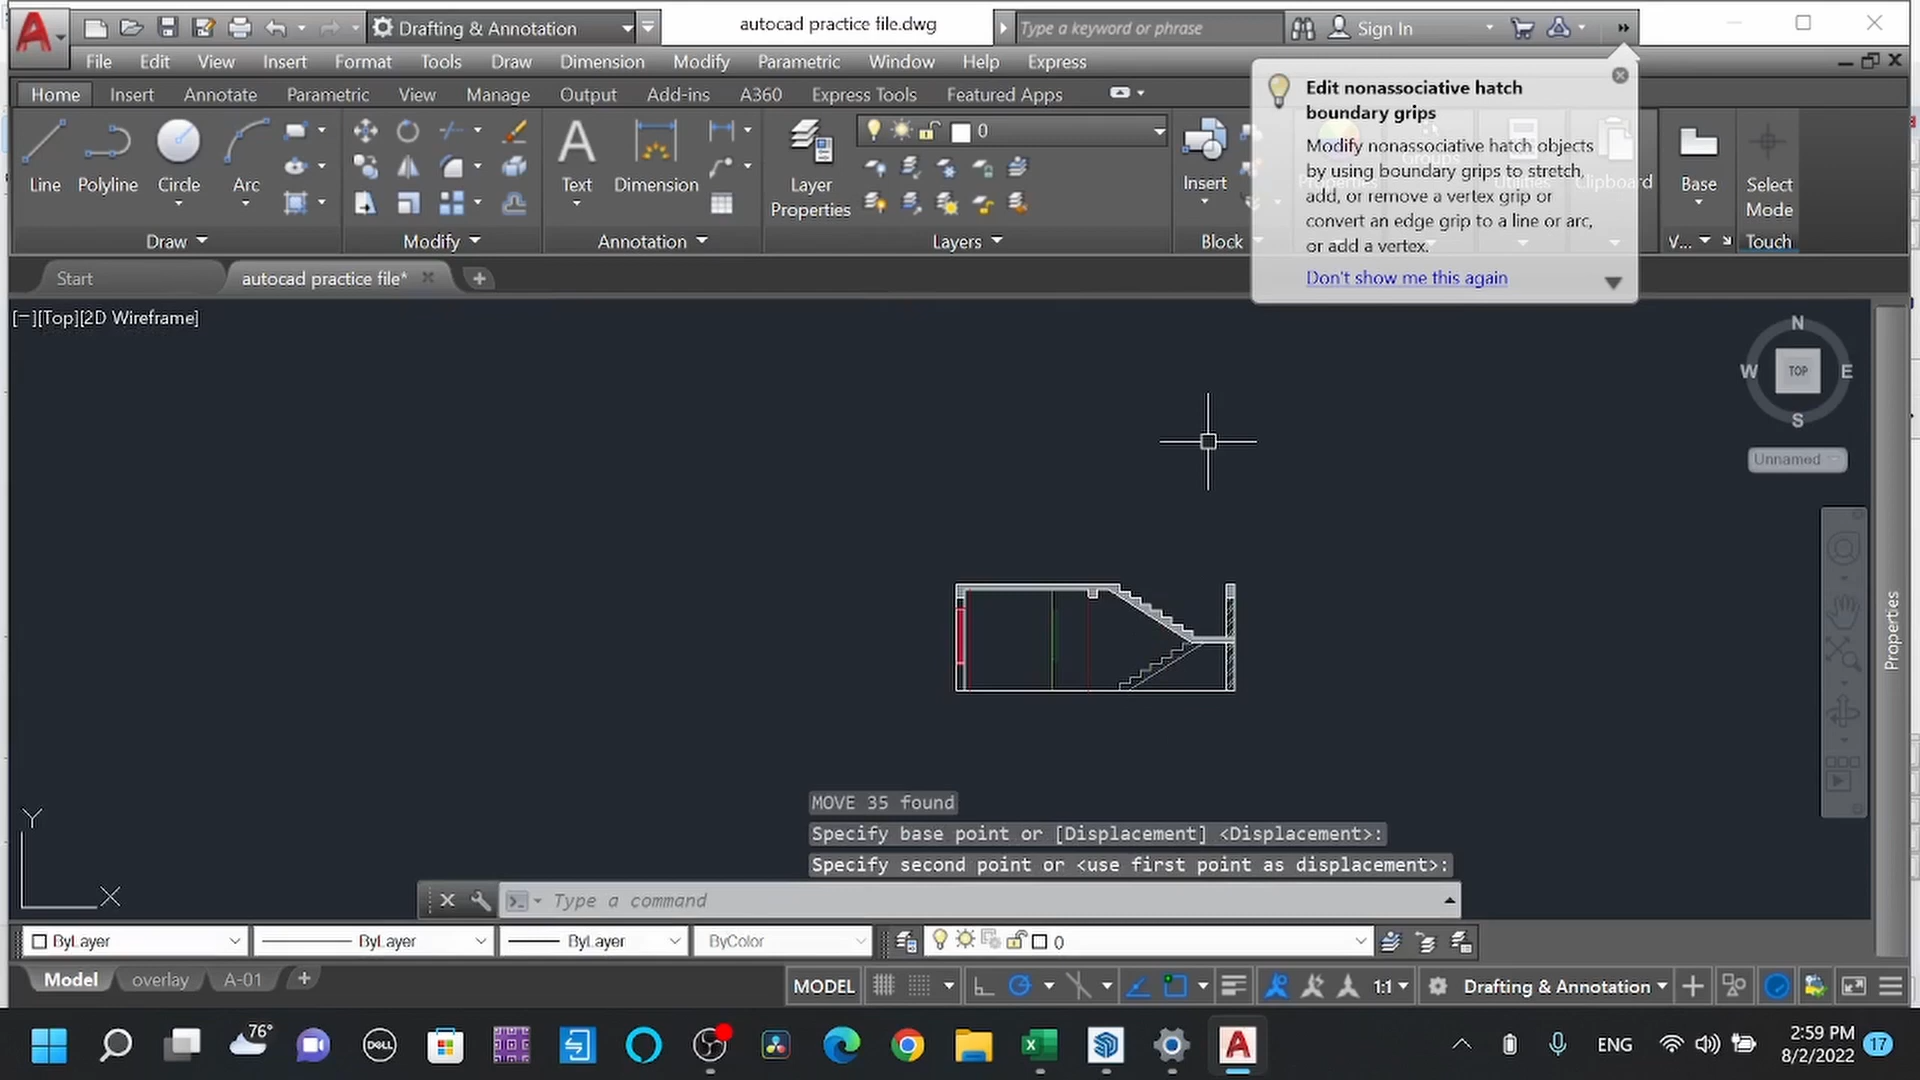 Drafting & Annotation
autocad practice file.dwg
Type a keyword or phrase
Sign In
File Edit View Insert Format Tools Draw Dimension Modify Parametric Window Help Express
Home Insert Annotate Parametric View Manage Output Add-ins A360 Express Tools Featured Apps
Edit nonassociative hatch
boundary grips
Modify nonassociative hatch objects
by using boundary grips to stretch,
add, or remove a vertex grip or
convert an edge grip to a line or arc,
or add a vertex.
Don't show me this again
0
Line Polyline Circle Arc
Text Dimension
Layer
Properties
Insert
Groups
Properties
Utilities
Clipboard
Base
Select
Mode
Draw Modify Annotation Layers Block V... Touch
Start autocad practice file*
[−][Top][2D Wireframe]
N
W TOP E
S
Unnamed
Properties
MOVE 35 found
Specify base point or [Displacement] <Displacement>:
Specify second point or <use first point as displacement>:
Y
X
Type a command
ByLayer ByLayer ByLayer ByColor 0
Model overlay A-01
MODEL 1:1 Drafting & Annotation
76°
DELL
ENG
2:59 PM
8/2/2022
17